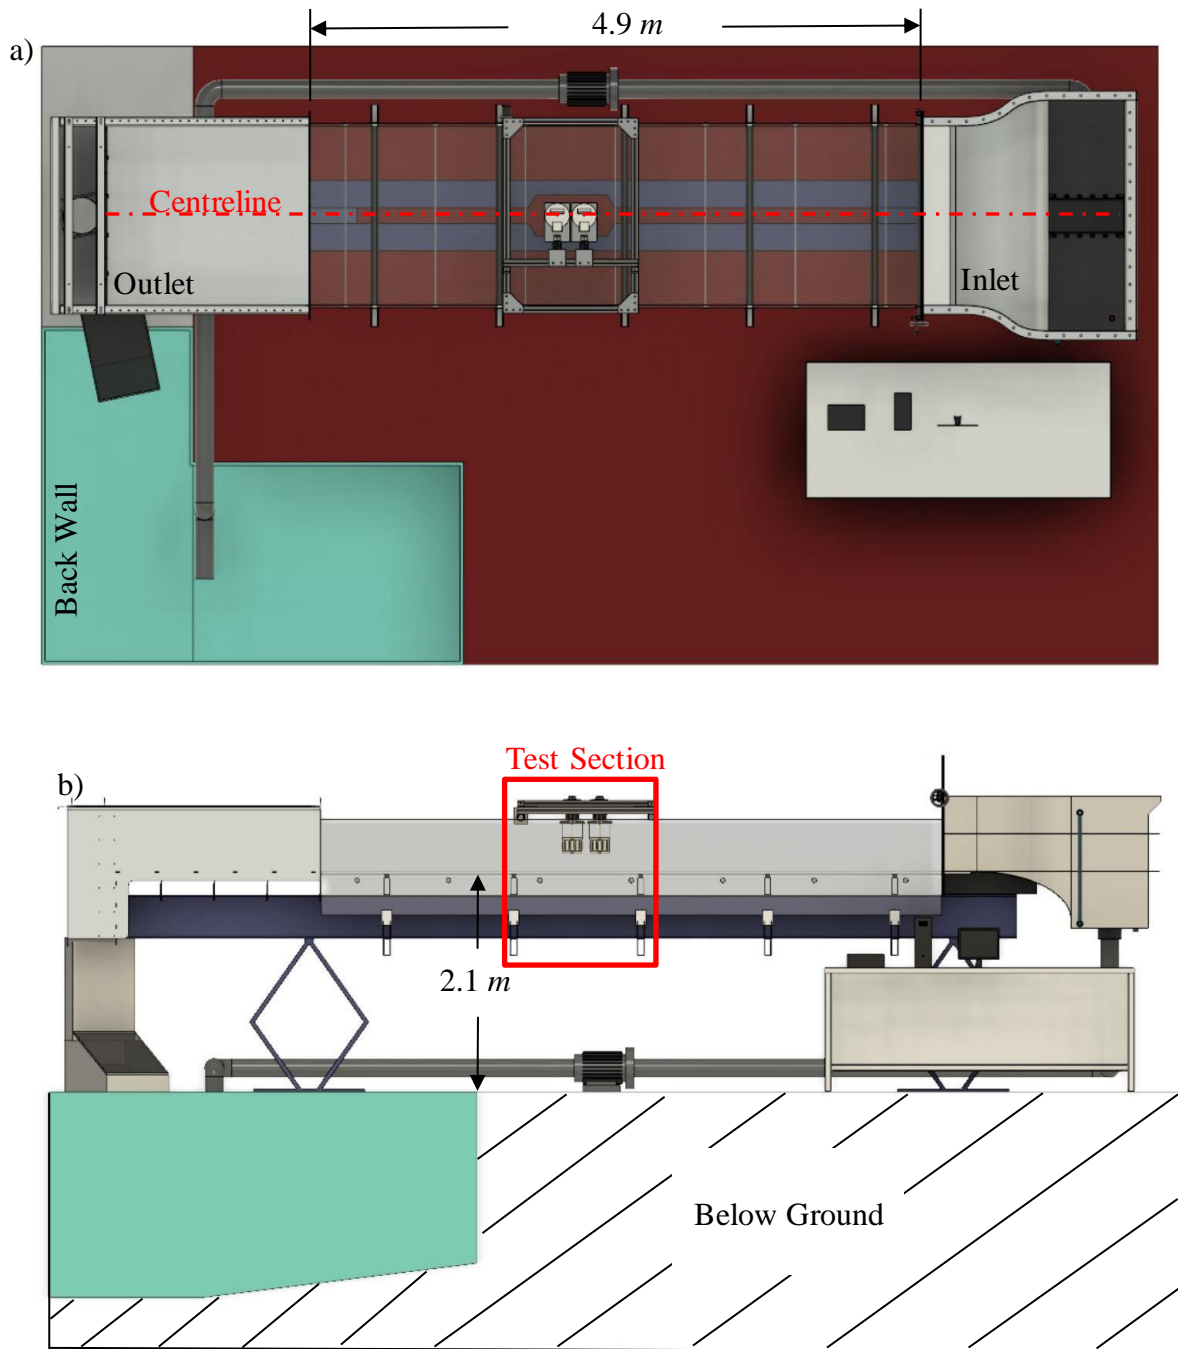 4.9 m
a)
Centreline
Outlet
Inlet
Back Wall
Test Section
b)
2.1 m
Below Ground